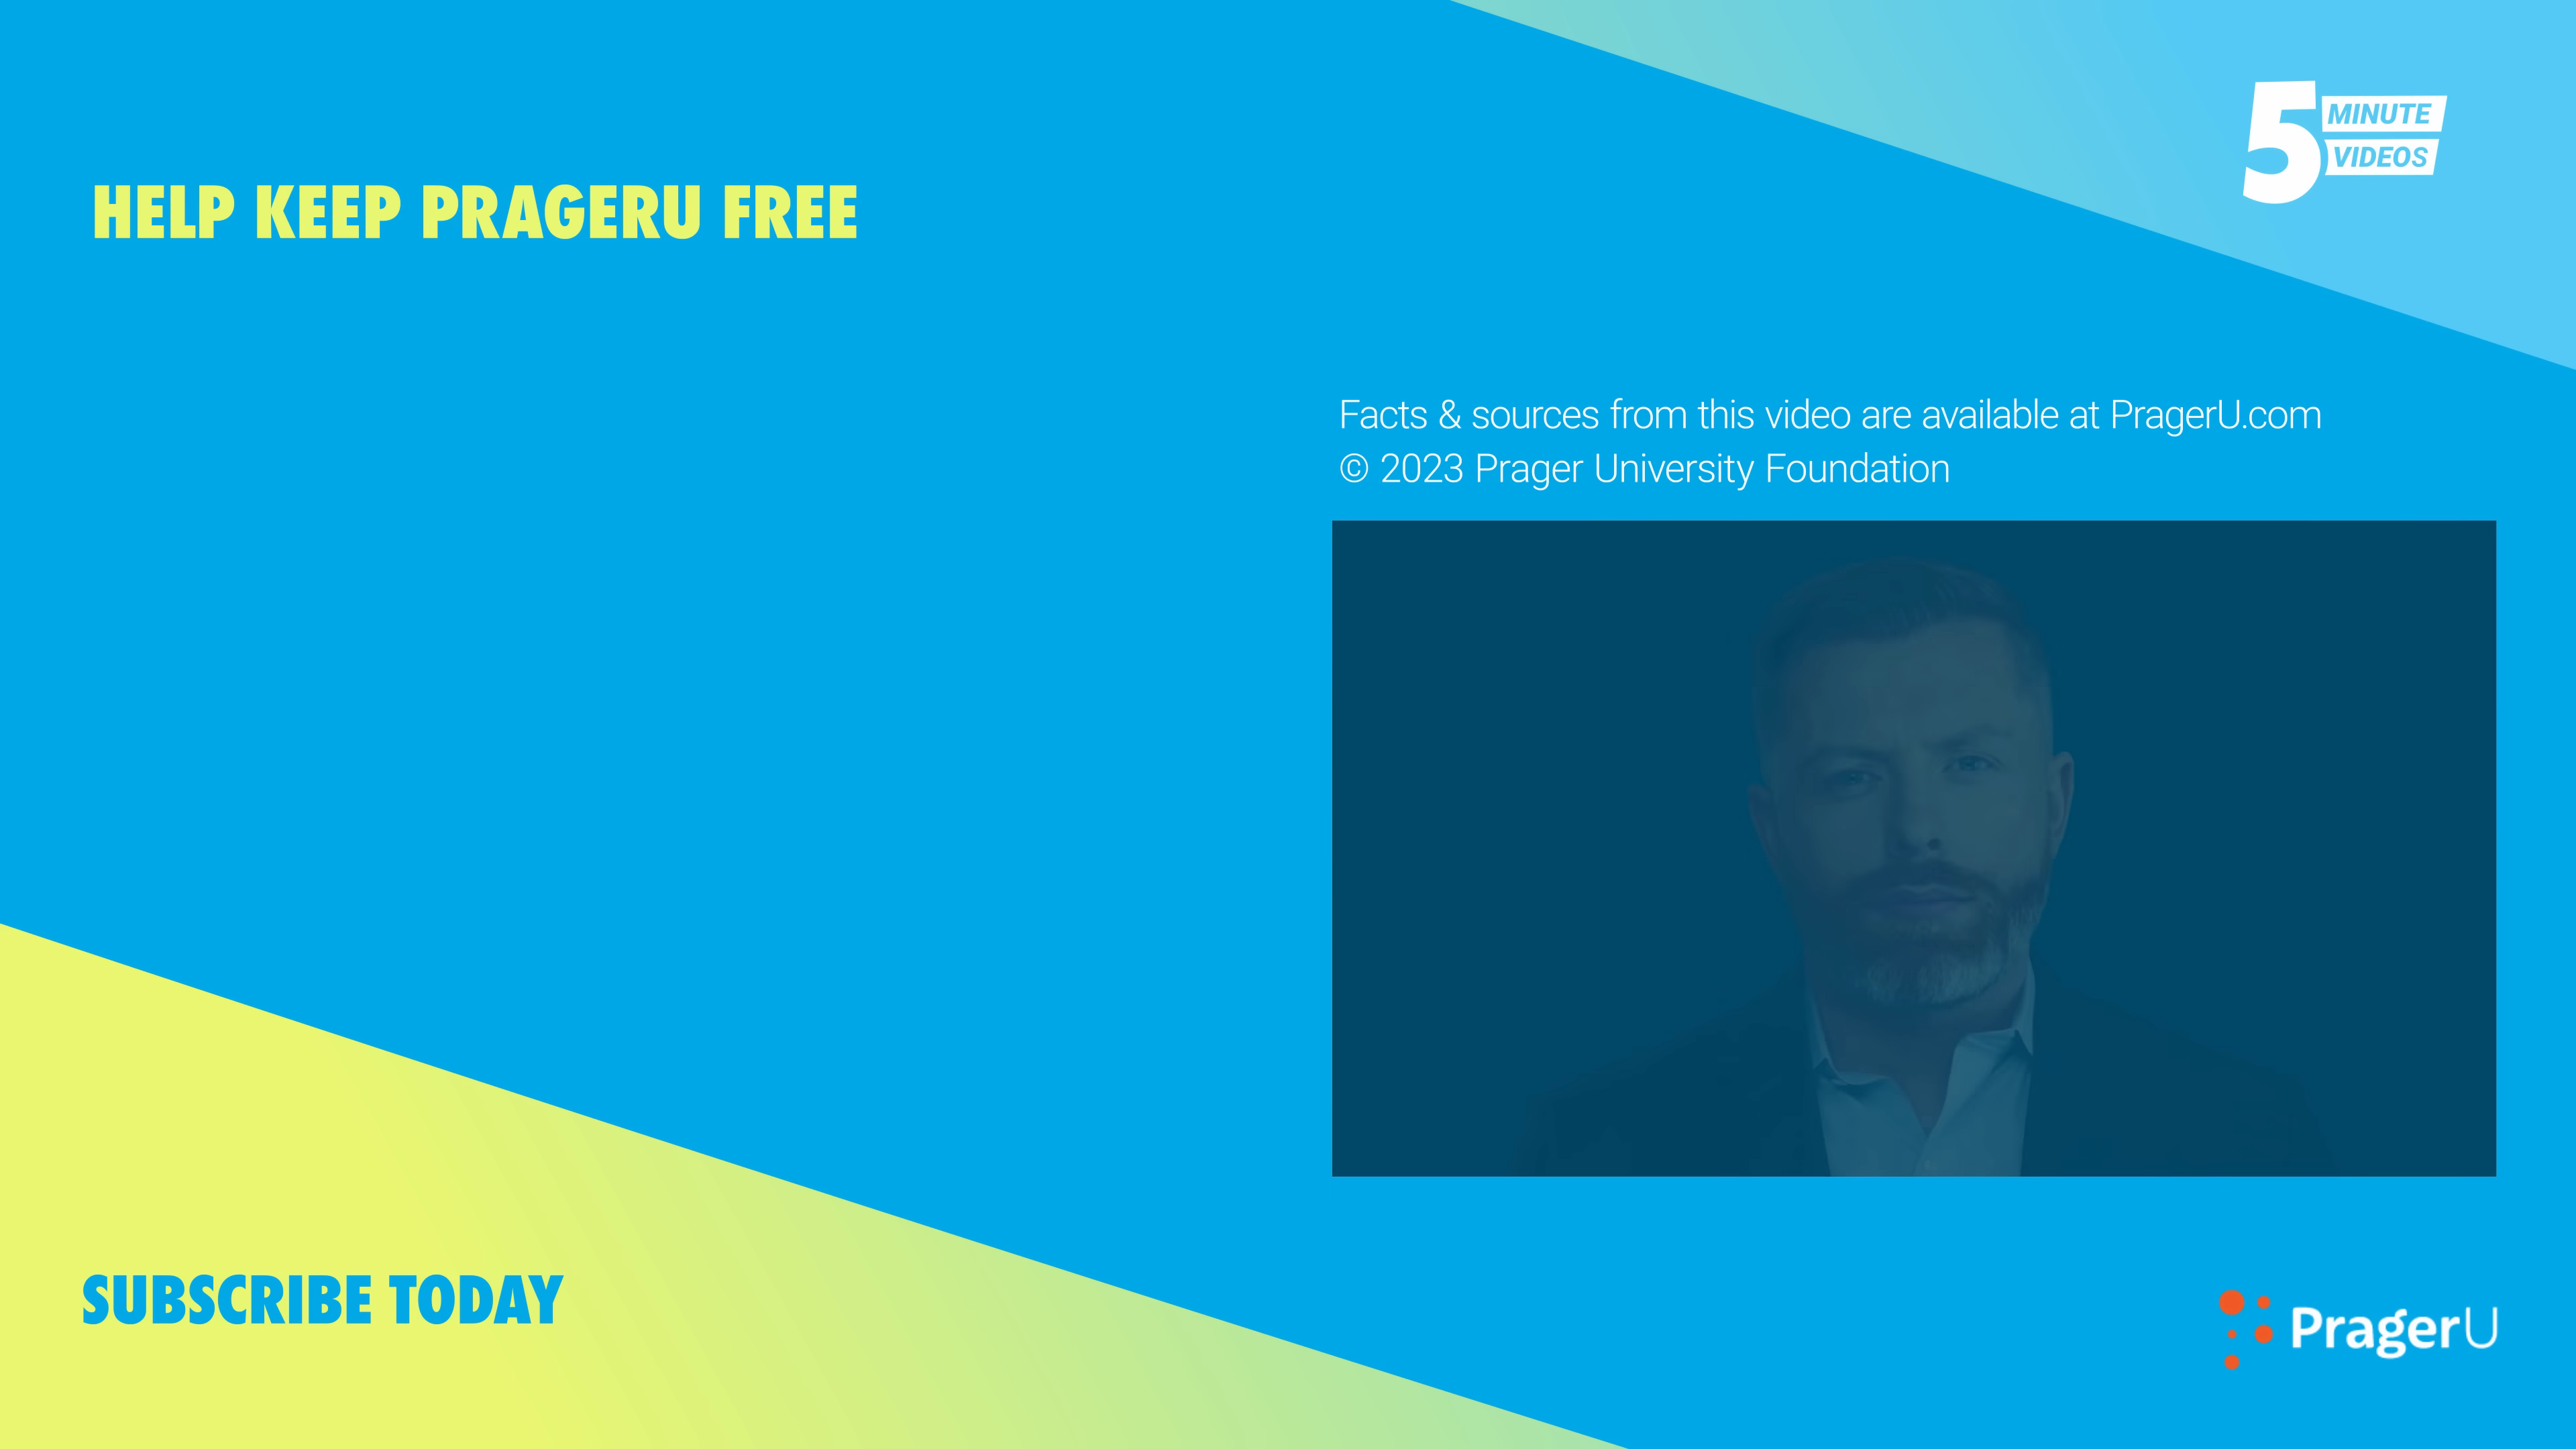 5 MINUTE
VIDEOS
HELP KEEP PRAGERU FREE
Facts & sources from this video are available at PragerU.com
© 2023 Prager University Foundation
SUBSCRIBE TODAY
PragerU